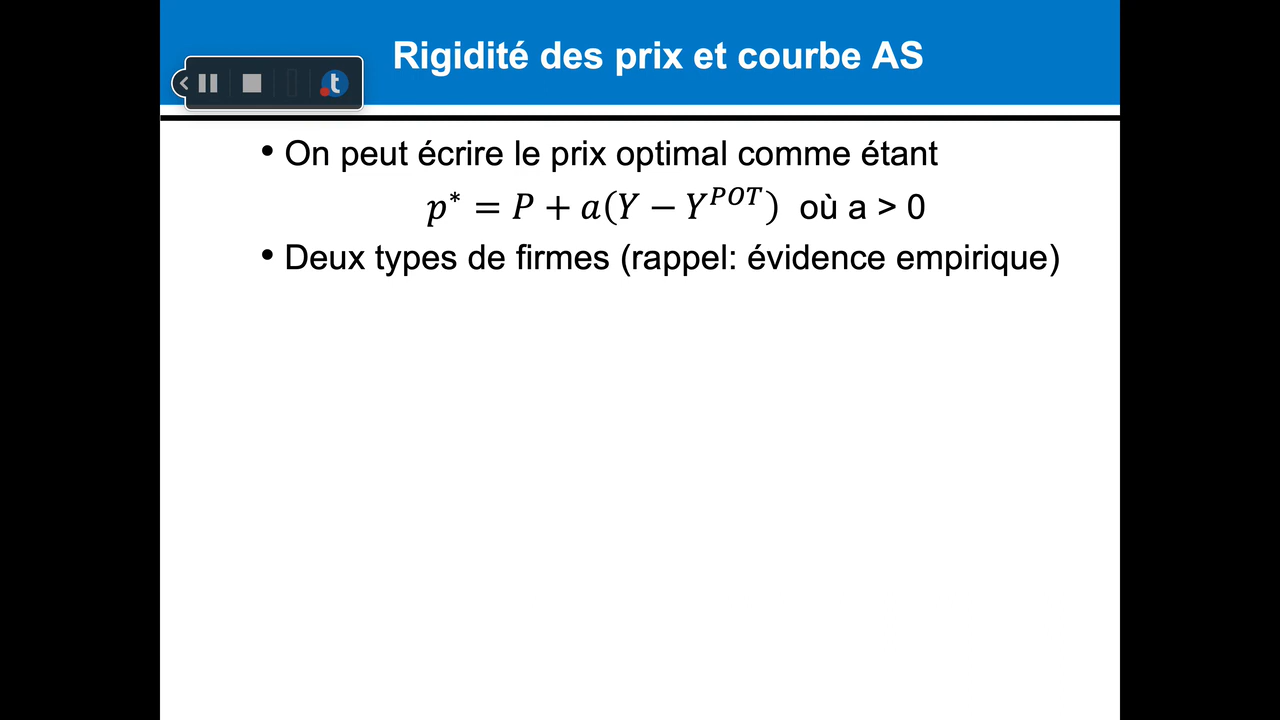 Rigidité des prix et courbe AS
t
• On peut écrire le prix optimal comme étant
p* = P + a(Y − Y^{POT}) où a > 0
• Deux types de firmes (rappel: évidence empirique)